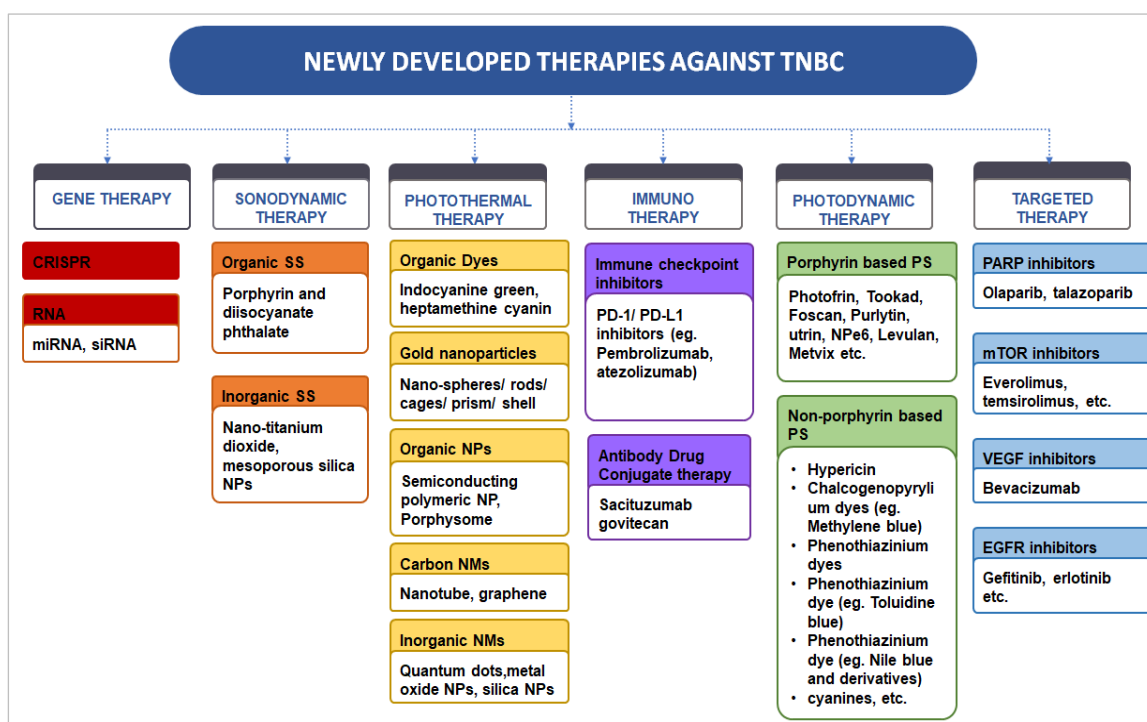 NEWLY DEVELOPED THERAPIES AGAINST TNBC
GENE THERAPY
CRISPR
RNA
miRNA, siRNA
SONODYNAMIC
THERAPY
Organic SS
Porphyrin and
diisocyanate
phthalate
Inorganic SS
Nano-titanium
dioxide,
mesoporous silica
NPs
PHOTOTHERMAL
THERAPY
Organic Dyes
Indocyanine green,
heptamethine cyanin
Gold nanoparticles
Nano-spheres/ rods/
cages/ prism/ shell
Organic NPs
Semiconducting
polymeric NP,
Porphysome
Carbon NMs
Nanotube, graphene
Inorganic NMs
Quantum dots,metal
oxide NPs, silica NPs
IMMUNO
THERAPY
Immune checkpoint
inhibitors
PD-1/ PD-L1
inhibitors (eg.
Pembrolizumab,
atezolizumab)
Antibody Drug
Conjugate therapy
Sacituzumab
govitecan
PHOTODYNAMIC
THERAPY
Porphyrin based PS
Photofrin, Tookad,
Foscan, Purlytin,
utrin, NPe6, Levulan,
Metvix etc.
Non-porphyrin based
PS
• Hypericin
• Chalcogenopyryli
um dyes (eg.
Methylene blue)
• Phenothiazinium
dyes
• Phenothiazinium
dye (eg. Toluidine
blue)
• Phenothiazinium
dye (eg. Nile blue
and derivatives)
• cyanines, etc.
TARGETED
THERAPY
PARP inhibitors
Olaparib, talazoparib
mTOR inhibitors
Everolimus,
temsirolimus, etc.
VEGF inhibitors
Bevacizumab
EGFR inhibitors
Gefitinib, erlotinib
etc.